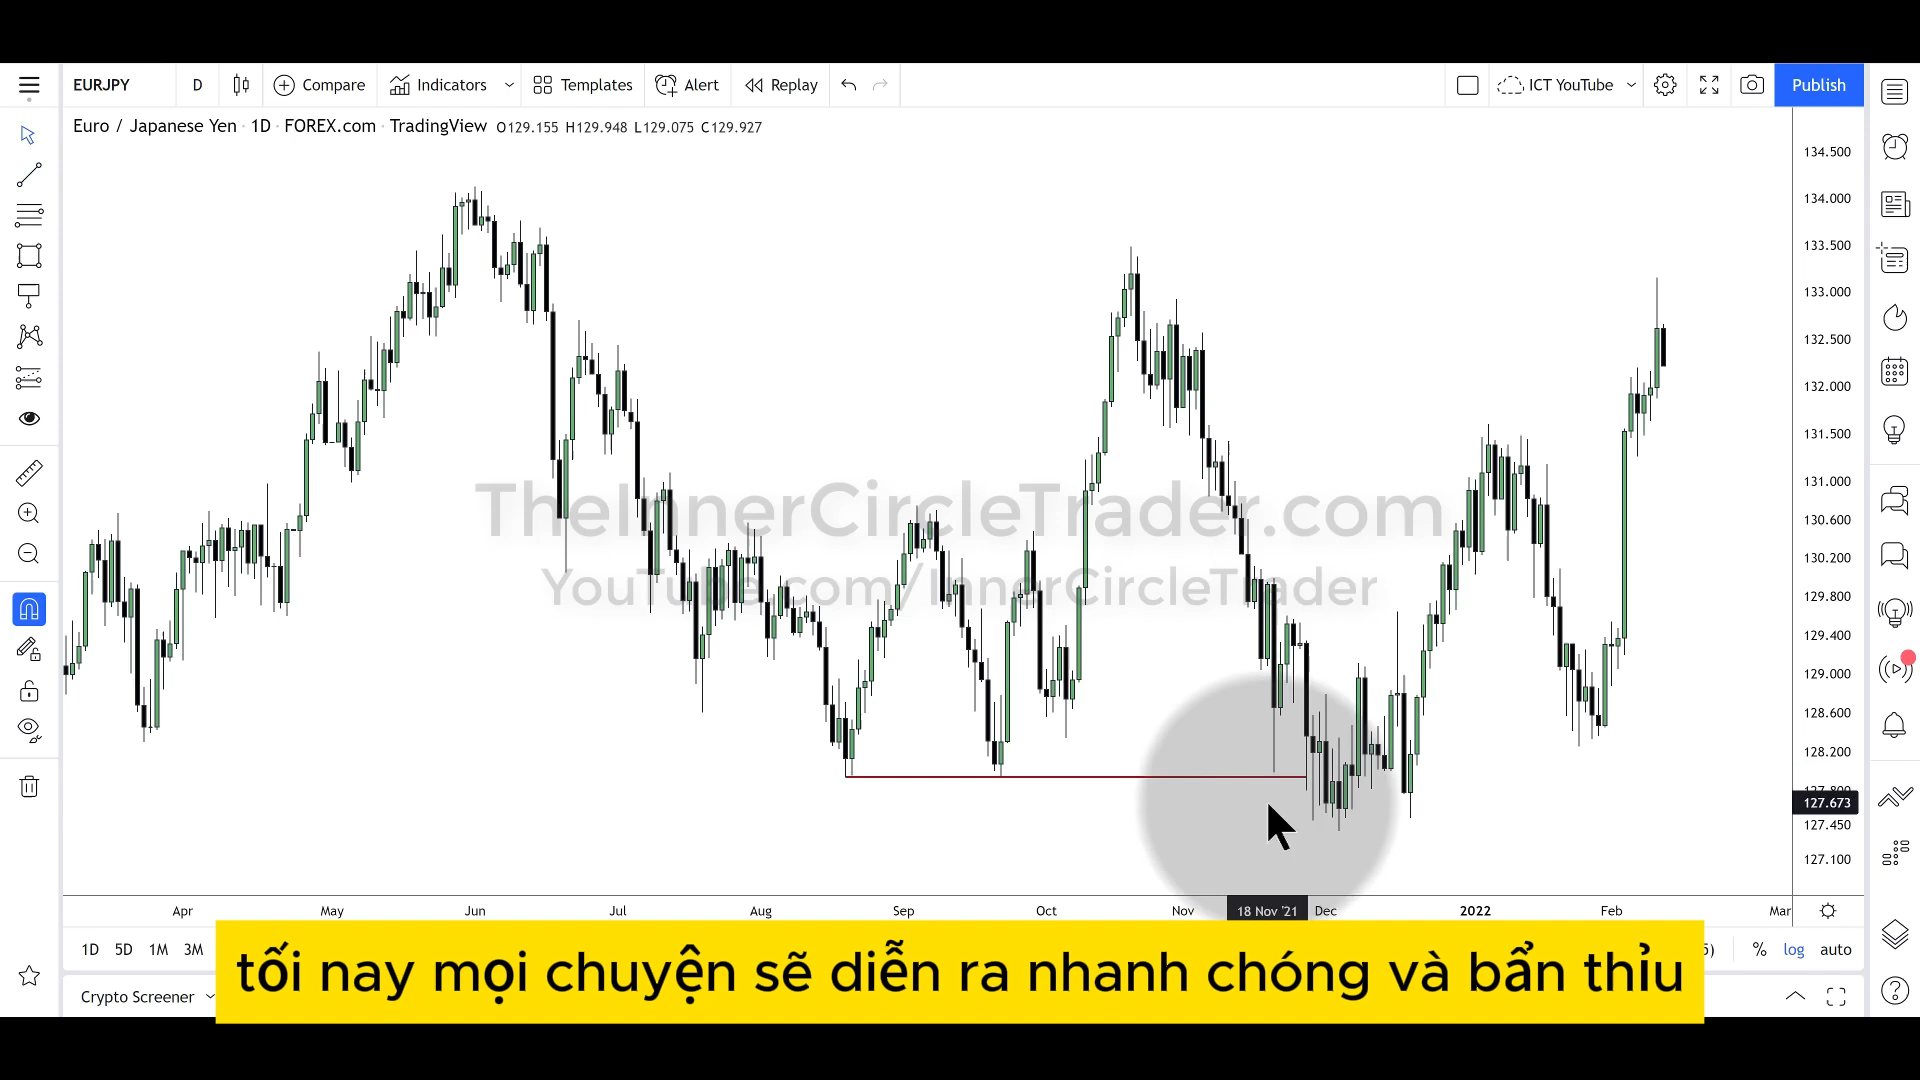 EURJPY D Compare Indicators Templates Alert Replay ICT YouTube Publish
Euro / Japanese Yen · 1D · FOREX.com · TradingView O129.155 H129.948 L129.075 C129.927
134.500
134.000
133.500
133.000
132.500
132.000
131.500
131.000
TheInnerCircleTrader.com
130.600
130.200
YouTube.com/InnerCircleTrader
129.800
129.400
129.000
128.600
128.200
127.800
127.673
127.450
127.100
Apr May Jun Jul Aug Sep Oct Nov 18 Nov '21 Dec 2022 Feb Mar
1D 5D 1M 3M % log auto
tối nay mọi chuyện sẽ diễn ra nhanh chóng và bẩn thỉu
Crypto Screener